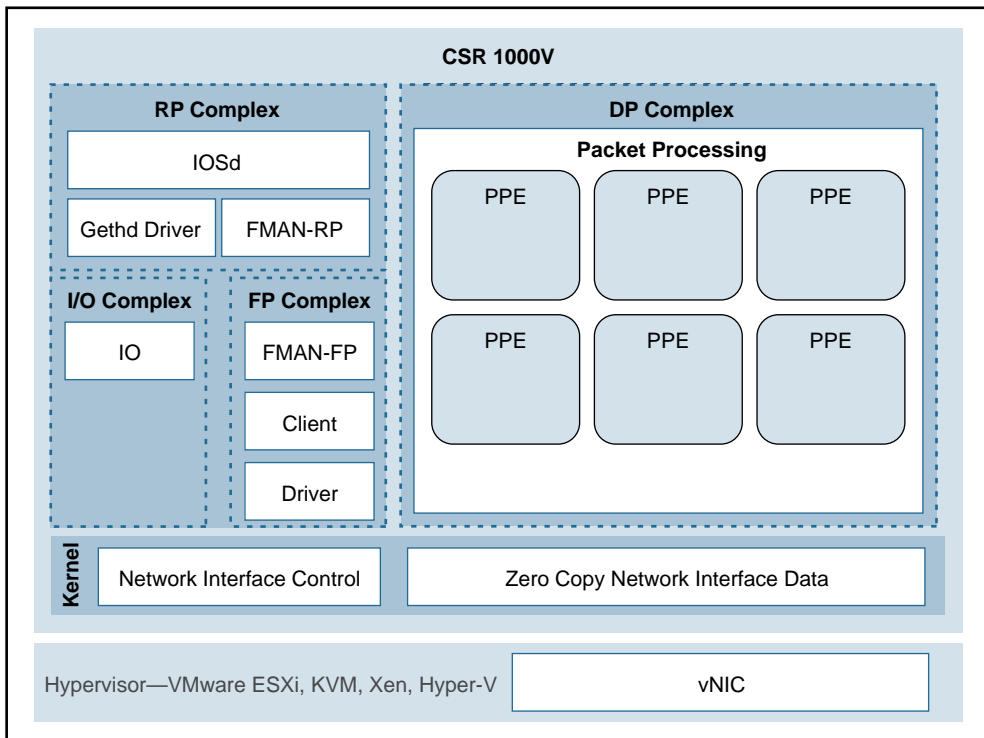 CSR 1000V
RP Complex
IOSd
Gethd Driver
FMAN-RP
I/O Complex
IO
FP Complex
FMAN-FP
Client
Driver
DP Complex
Packet Processing
PPE
PPE
PPE
PPE
PPE
PPE
Kernel
Network Interface Control
Zero Copy Network Interface Data
Hypervisor—VMware ESXi, KVM, Xen, Hyper-V
vNIC